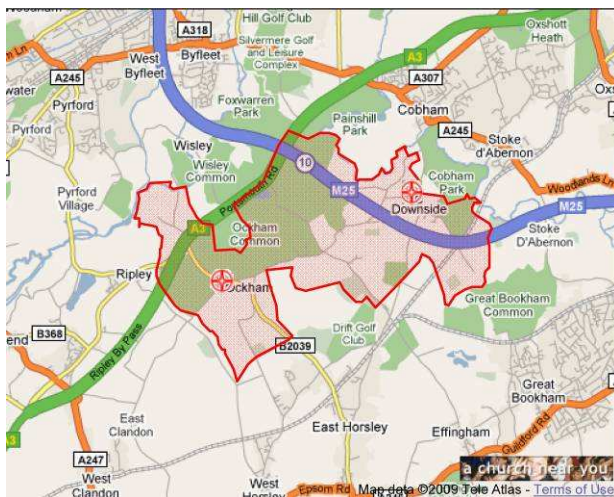 Woodham
A318
Byfleet
Hill Golf Club
Silvermere Golf
and Leisure
Complex
A3
Oxshott
Heath
A245
West
Byfleet
A307
Pyrford
Foxwarren
Park
Painshill
Park
Cobham
A245
Stoke
d'Abernon
Pyrford
Wisley
Wisley
Common
10
Cobham
Park
Woodlands Ln
Pyrford
Village
Portsmouth Rd
M25
Downside
M25
A3
Ockham
Common
Stoke
D'Abernon
Ripley
Ockham
Great Bookham
Common
B368
Ripley By Pass
Drift Golf
Club
B2039
Great
Bookham
East
Clandon
East Horsley
Effingham
Guildford Rd
A3
A247
West
Clandon
West
Horsley
Epsom Rd
a church near you
Map data ©2009 Tele Atlas - Terms of Use